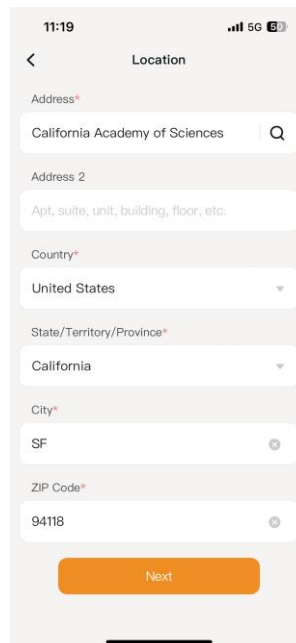 11:19
5G 59
Location
Address*
California Academy of Sciences
Address 2
Apt, suite, unit, building, floor, etc.
Country*
United States
State/Territory/Province*
California
City*
SF
ZIP Code*
94118
Next